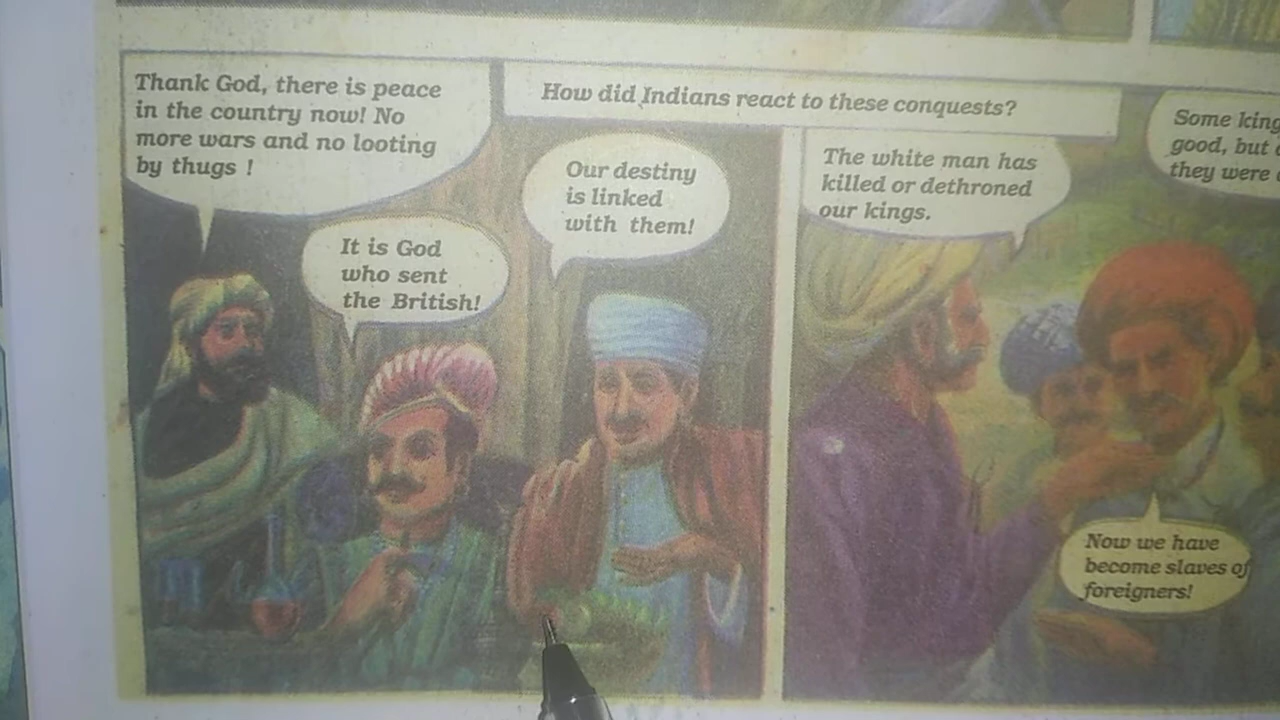 Thank God, there is peace
in the country now! No
more wars and no looting
by thugs !
It is God
who sent
the British!
How did Indians react to these conquests?
Our destiny
is linked
with them!
The white man has
killed or dethroned
our kings.
Some king
good, but
they were
Now we have
become slaves of
foreigners!